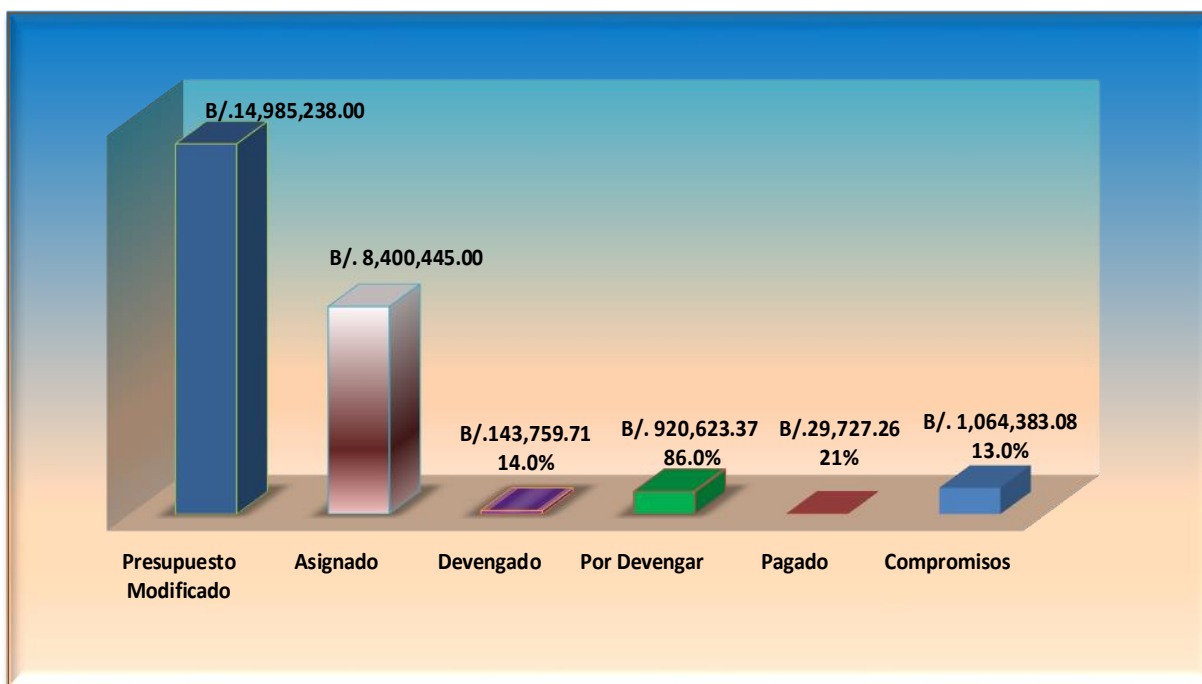 B/.14,985,238.00
B/. 8,400,445.00
B/.143,759.71
14.0%
B/. 920,623.37
86.0%
B/.29,727.26
21%
B/. 1,064,383.08
13.0%
Presupuesto
Modificado
Asignado
Devengado
Por Devengar
Pagado
Compromisos